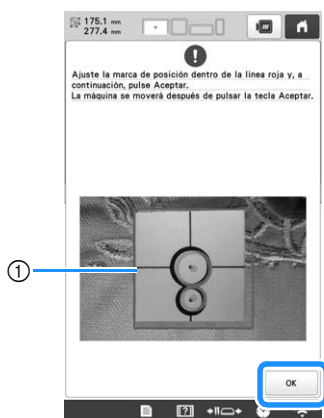 175.1 mm
277.4 mm
Ajuste la marca de posición dentro de la línea roja y, a
continuación, pulse Aceptar.
La máquina se moverá después de pulsar la tecla Aceptar.
1
OK